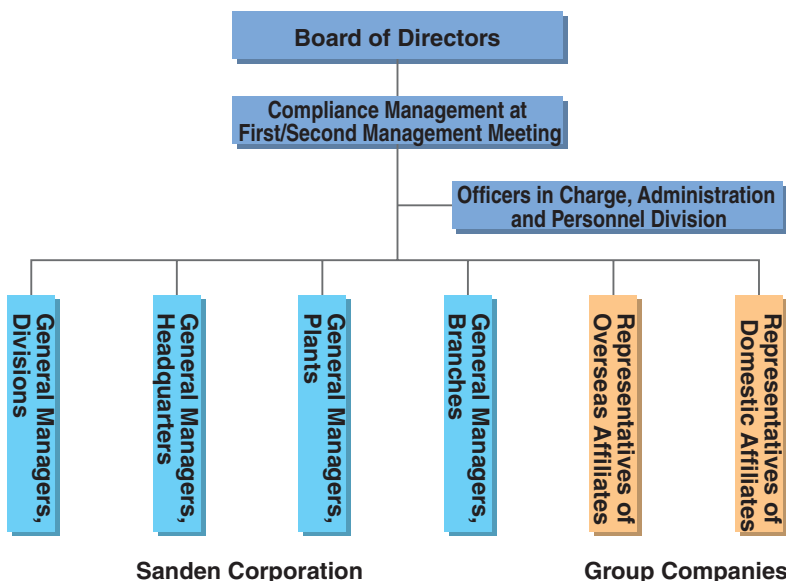 Board of Directors
Compliance Management at
First/Second Management Meeting
Officers in Charge, Administration
and Personnel Division
General Managers,
Divisions
General Managers,
Headquarters
General Managers,
Plants
General Managers,
Branches
Representatives of
Overseas Affiliates
Representatives of
Domestic Affiliates
Sanden Corporation
Group Companies